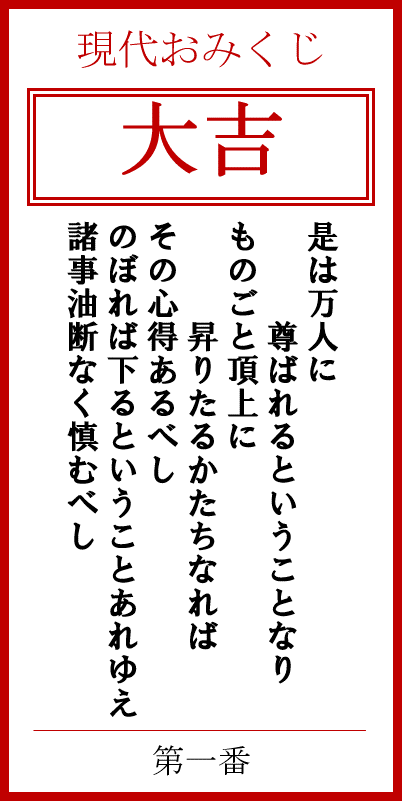 現代おみくじ
大吉
是は万人に
尊ばれるということなり
ものごと頂上に
昇りたるかたちなれば
その心得あるべし
のぼれば下るということあれゆえ
諸事油断なく慎むべし
第一番